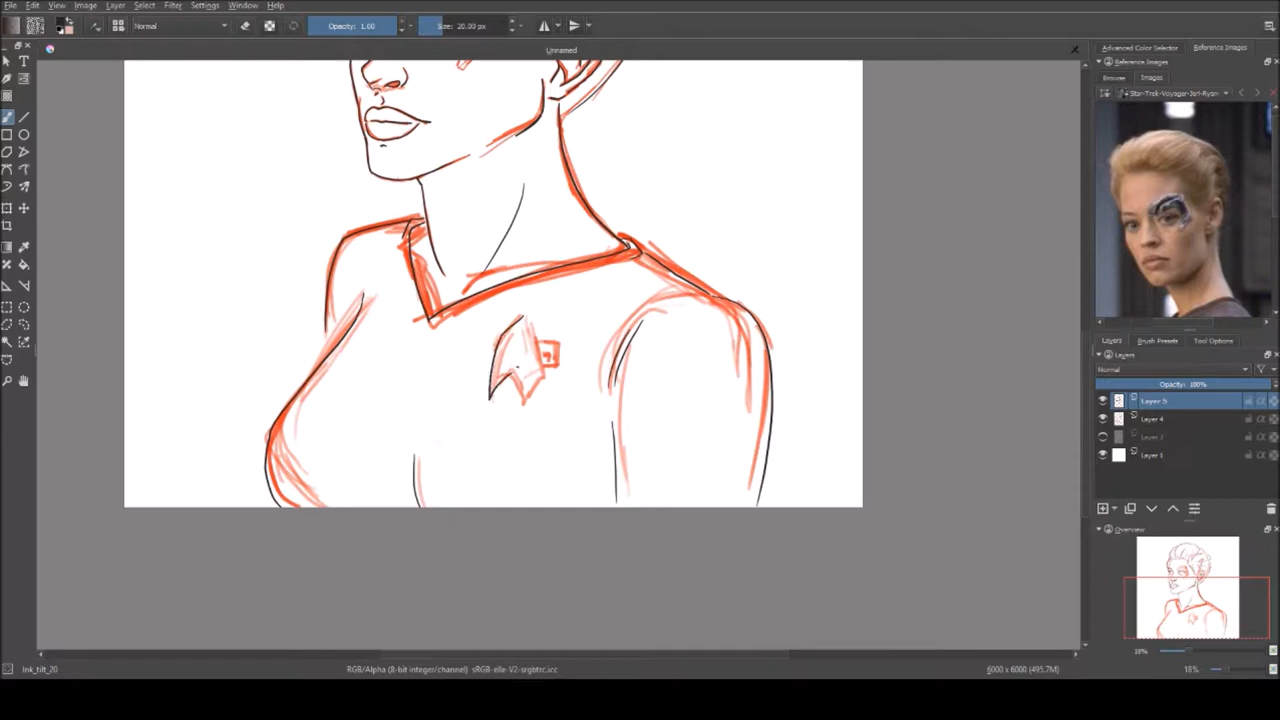 File Edit View Image Layer Select Filter Settings Window Help
Normal Opacity: 1.00 Size: 20.00 px
Unnamed
Advanced Color Selector Reference Images
Reference Images
Browse Images
Star-Trek-Voyager-Jeri-Ryan-
Layers Brush Presets Tool Options
Layers
Normal
Opacity: 100%
Layer 5
Layer 4
Layer 1
Overview
18%
Ink_tilt_20 RGB/Alpha (8-bit integer/channel) sRGB-elle-V2-srgbtrc.icc 6000 x 6000 (495.7M) 18%